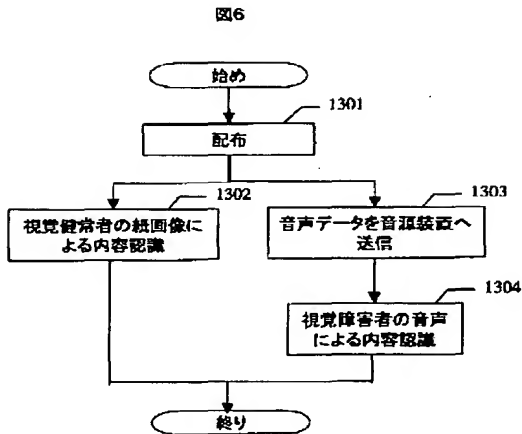 図6
始め
1301
配布
1302
視覚健常者の紙画像に
よる内容認識
1303
音声データを音源装置へ
送信
1304
視覚障害者の音声
による内容認識
終り